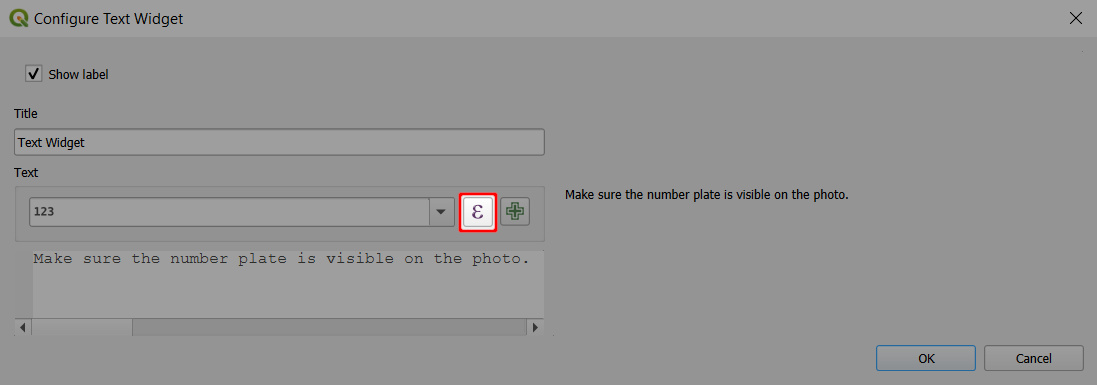 Configure Text Widget
Show label
Title
Text Widget
Text
123
ε
Make sure the number plate is visible on the photo.
Make sure the number plate is visible on the photo.
OK
Cancel